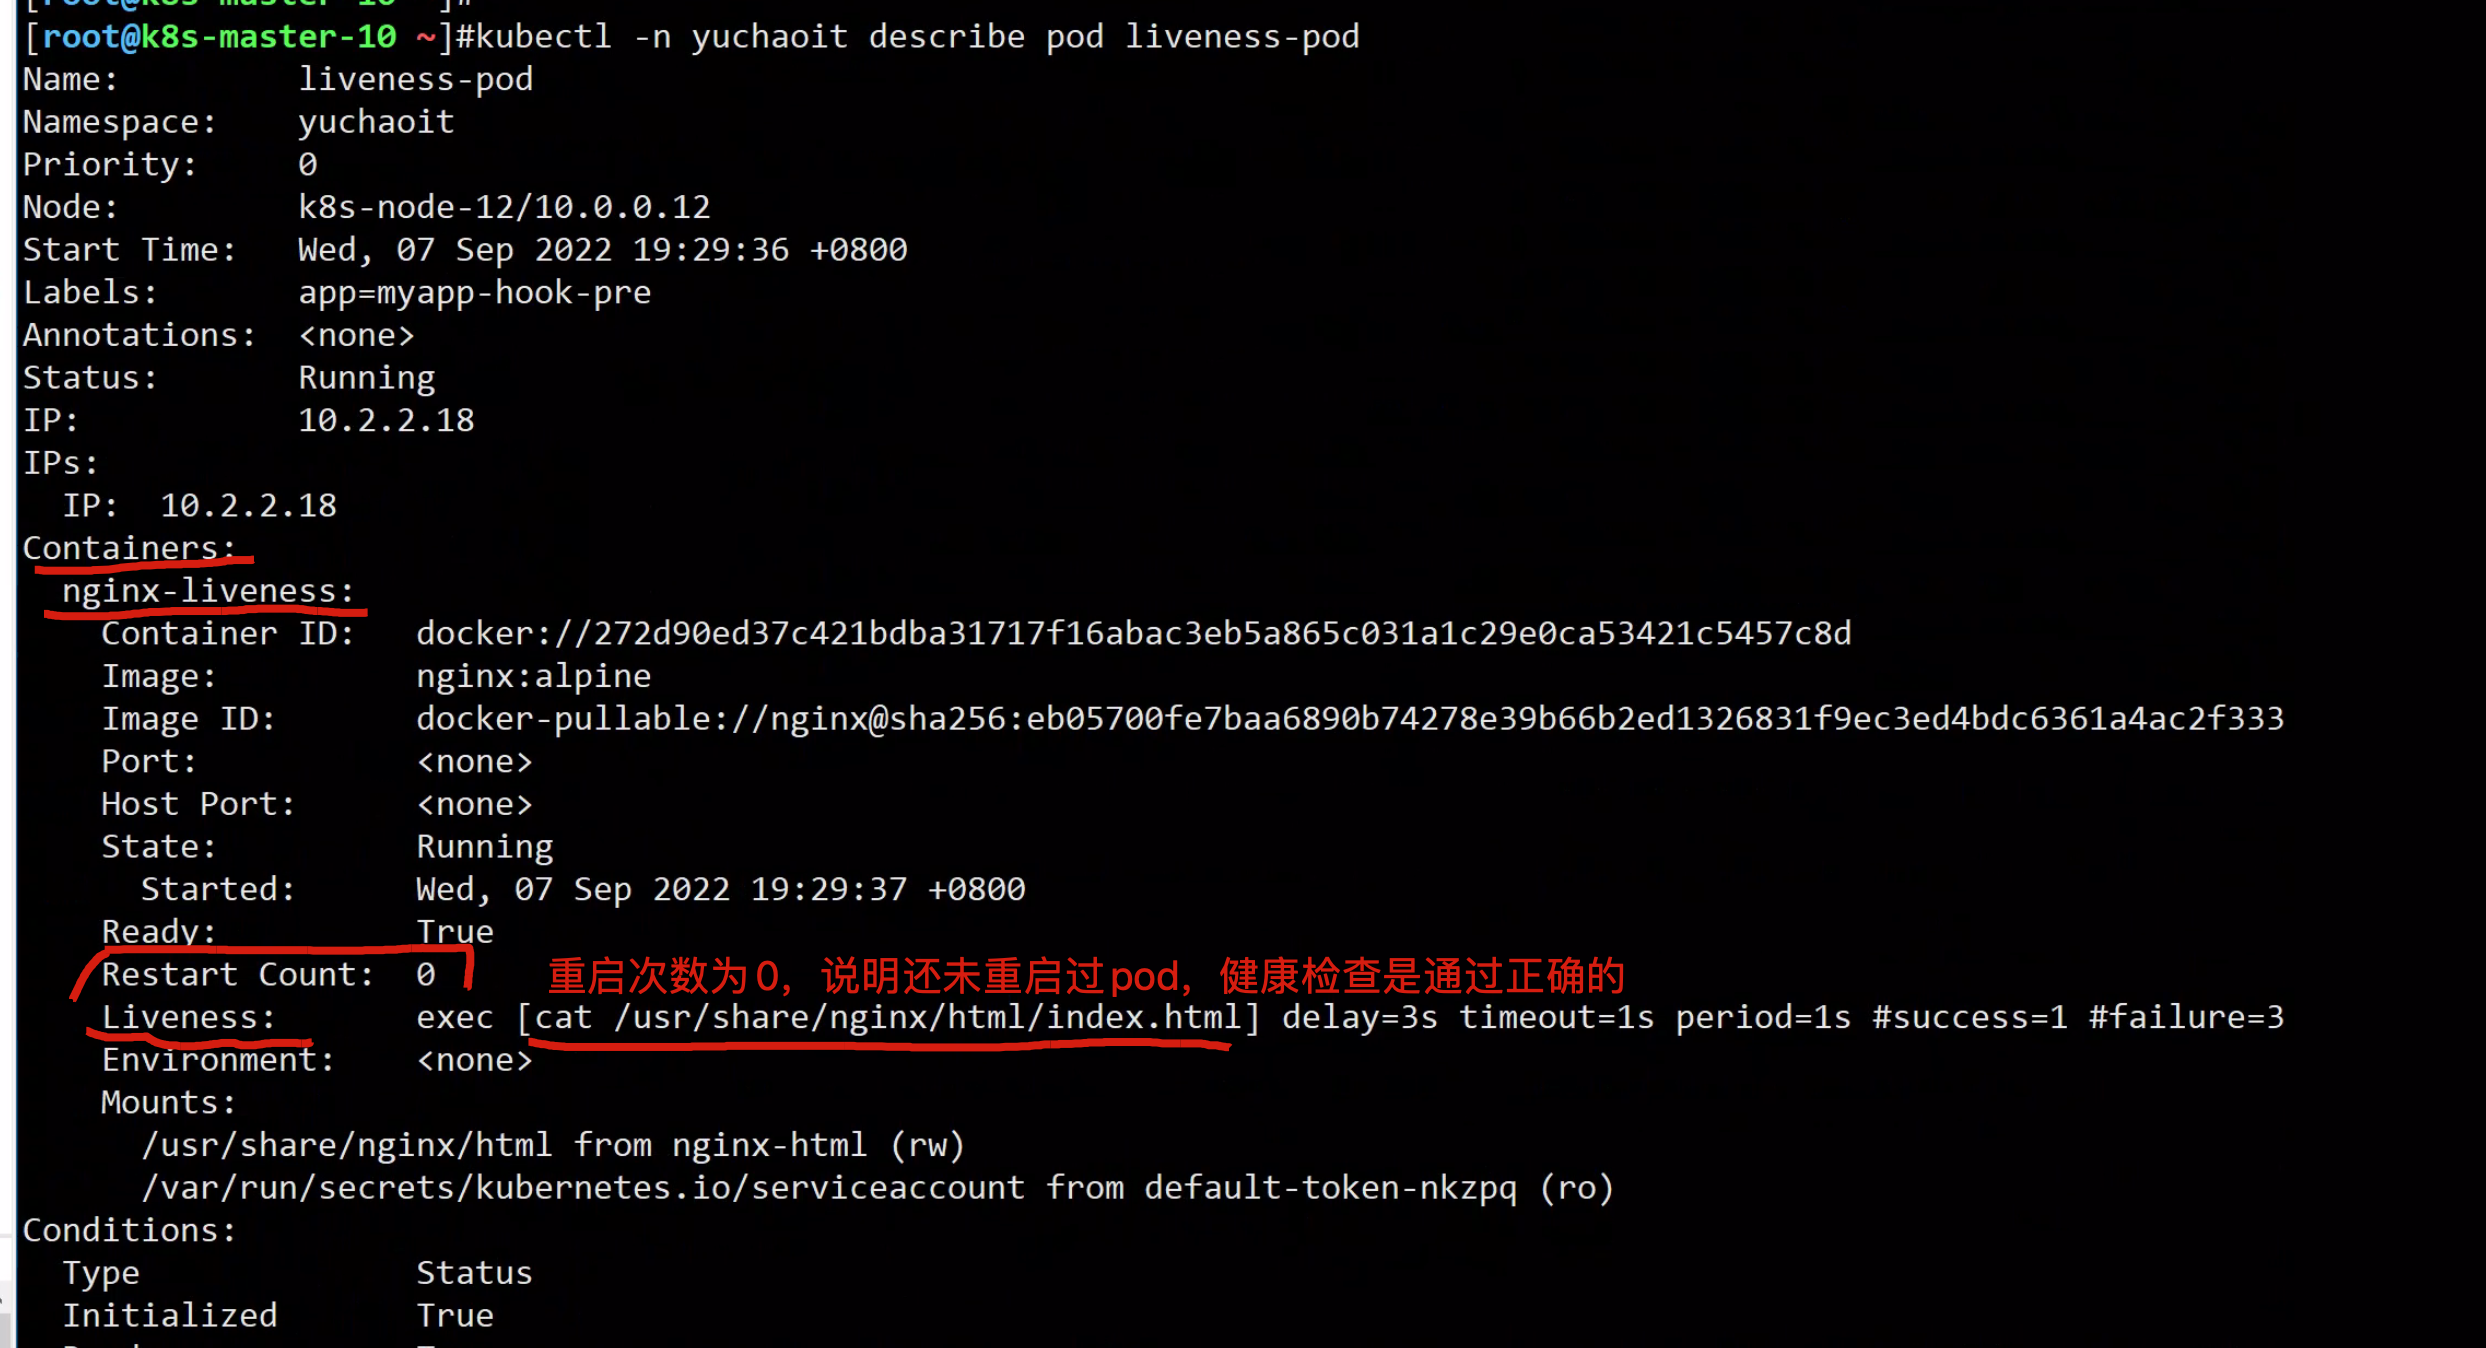 [root@k8s-master-10 ~]#
[root@k8s-master-10 ~]#kubectl -n yuchaoit describe pod liveness-pod
Name:         liveness-pod
Namespace:    yuchaoit
Priority:     0
Node:         k8s-node-12/10.0.0.12
Start Time:   Wed, 07 Sep 2022 19:29:36 +0800
Labels:       app=myapp-hook-pre
Annotations:  <none>
Status:       Running
IP:           10.2.2.18
IPs:
  IP:  10.2.2.18
Containers:
  nginx-liveness:
    Container ID:   docker://272d90ed37c421bdba31717f16abac3eb5a865c031a1c29e0ca53421c5457c8d
    Image:          nginx:alpine
    Image ID:       docker-pullable://nginx@sha256:eb05700fe7baa6890b74278e39b66b2ed1326831f9ec3ed4bdc6361a4ac2f333
    Port:           <none>
    Host Port:      <none>
    State:          Running
      Started:      Wed, 07 Sep 2022 19:29:37 +0800
    Ready:          True
    Restart Count:  0 重启次数为0，说明还未重启过pod，健康检查是通过正确的
    Liveness:       exec [cat /usr/share/nginx/html/index.html] delay=3s timeout=1s period=1s #success=1 #failure=3
    Environment:    <none>
    Mounts:
      /usr/share/nginx/html from nginx-html (rw)
      /var/run/secrets/kubernetes.io/serviceaccount from default-token-nkzpq (ro)
Conditions:
  Type              Status
  Initialized       True